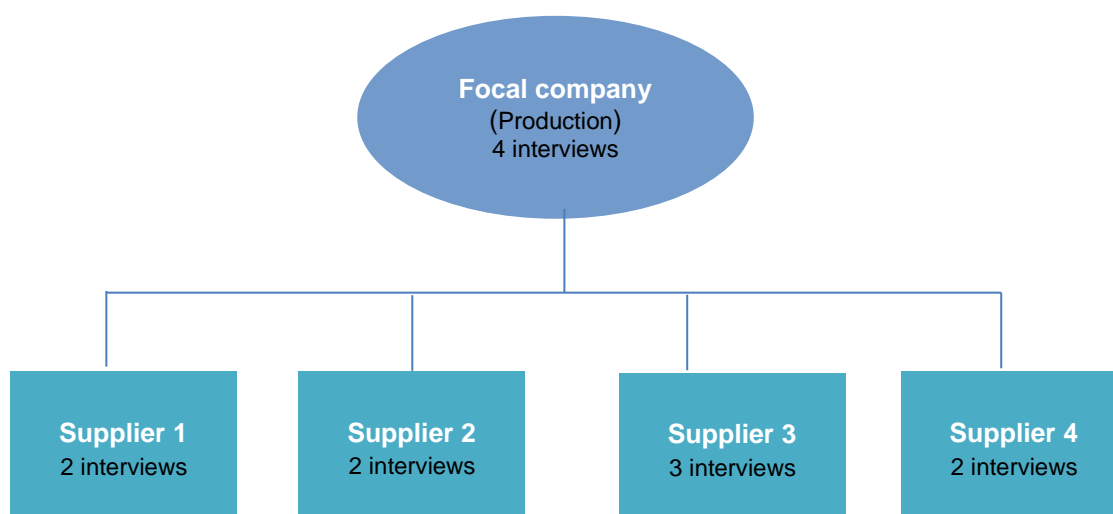 Focal company
(Production)
4 interviews
Supplier 1
2 interviews
Supplier 2
2 interviews
Supplier 3
3 interviews
Supplier 4
2 interviews